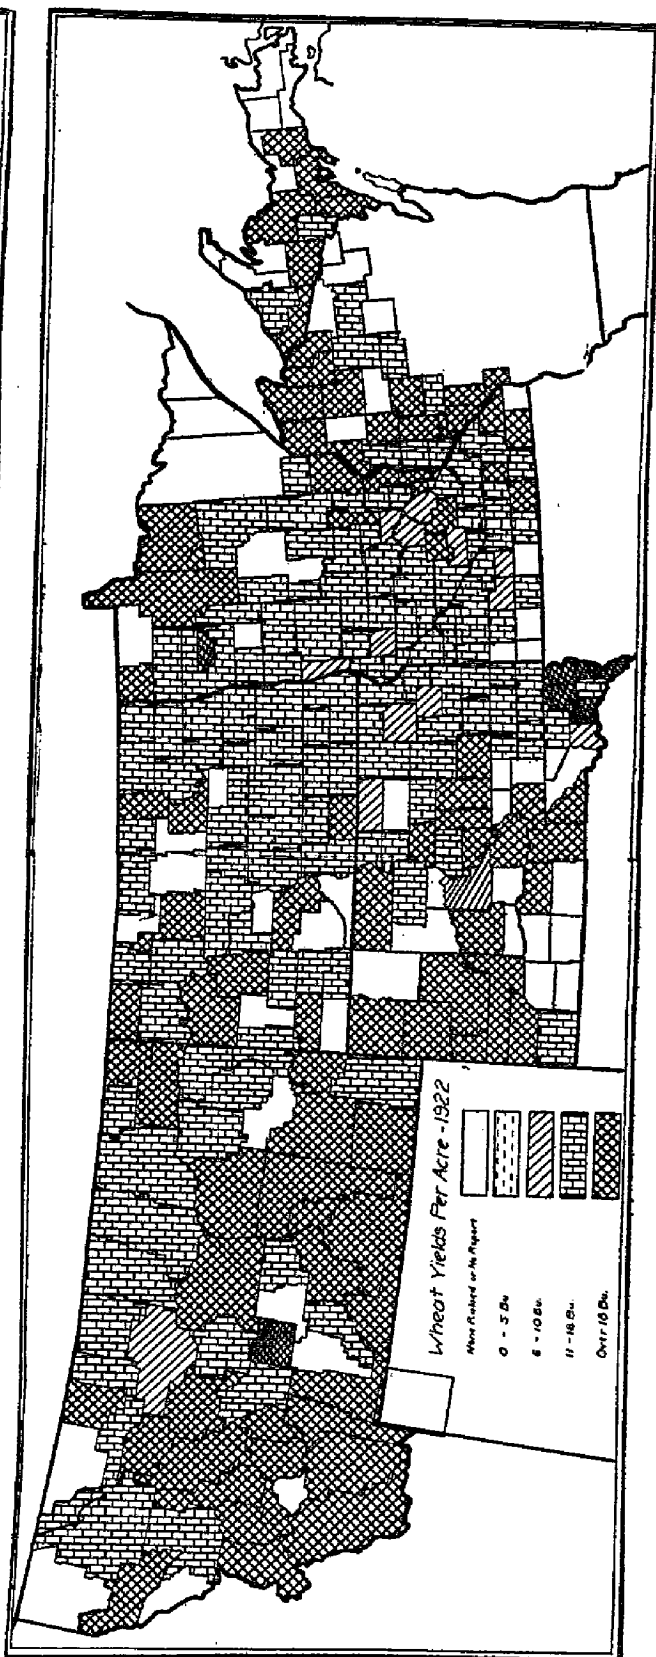 Wheat Yields Per Acre - 1922
None Raised or No Report
0 - 5 Bu.
6 - 10 Bu.
11 - 18 Bu.
Over 18 Bu.